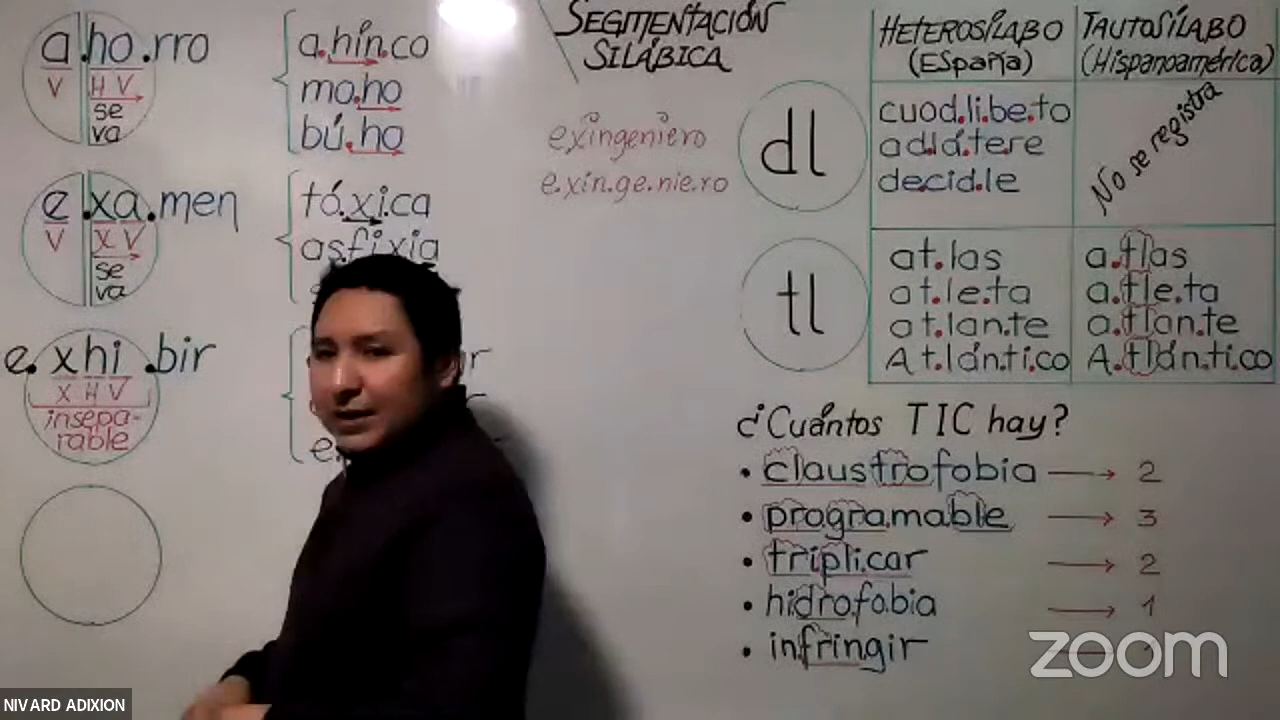 a.ho.rro
V
H V
se
va
a.hín.co
mo.ho
bú.ho
e.xa.men
V
X V
se
va
tó.xi.ca
asfixia
e.xhi.bir
X H V
insepa-
rable
SEGMENTACIÓN
SILÁBICA
exingeniero
e.xin.ge.nie.ro
HETEROSÍLABO
(España)
TAUTOSÍLABO
(Hispanoamérica)
dl
cuod.li.be.to
ad.lá.te.re
decid.le
No se registra
tl
at.las
at.le.ta
at.lan.te
At.lán.ti.co
a.tlas
a.tle.ta
a.tlan.te
A.tlán.ti.co
¿Cuántos TIC hay?
• claustrofobia → 2
• programable → 3
• triplicar → 2
• hidrofobia → 1
• infringir →
zoom
NIVARD ADIXION